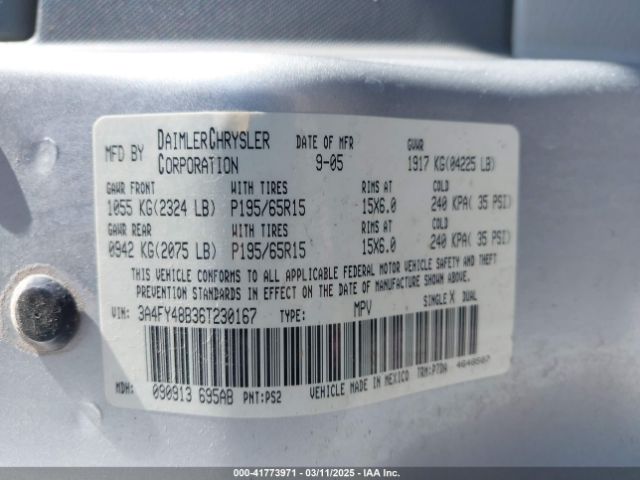 MFD BY DAIMLERCHRYSLER CORPORATION DATE OF MFR 9-05 GVWR 1917 KG(04225 LB)
GAWR FRONT WITH TIRES RIMS AT COLD
1055 KG(2324 LB) P195/65R15 15X6.0 240 KPA( 35 PSI)
GAWR REAR WITH TIRES RIMS AT COLD
0942 KG(2075 LB) P195/65R15 15X6.0 240 KPA( 35 PSI)
THIS VEHICLE CONFORMS TO ALL APPLICABLE FEDERAL MOTOR VEHICLE SAFETY AND THEFT
PREVENTION STANDARDS IN EFFECT ON THE DATE OF MANUFACTURE SHOWN ABOVE.
VIN: 3A4FY48B36T230167 TYPE: MPV SINGLE X DUAL
MDH: 090913 695AB PNT:PS2 VEHICLE MADE IN MEXICO TRM:P7DA 4648507
© - 41773971 - 03/11/2025 - IAA Inc.